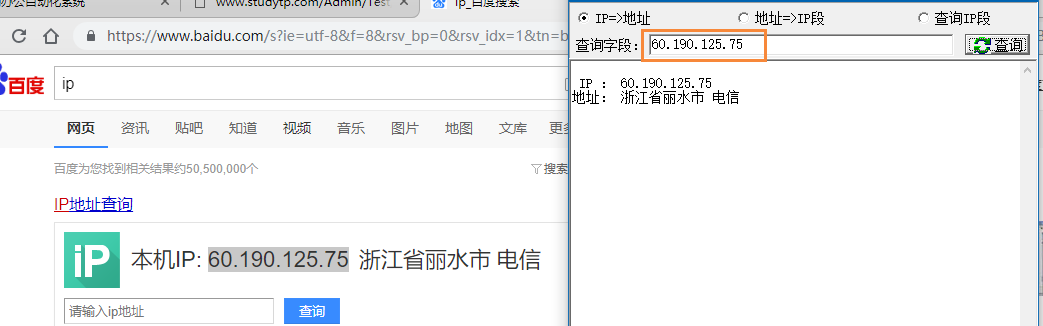 办公自动化系统
www.studytp.com/Admin/Test
ip_百度搜索
https://www.baidu.com/s?ie=utf-8&f=8&rsv_bp=0&rsv_idx=1&tn=b
百度
ip
网页 资讯 贴吧 知道 视频 音乐 图片 地图 文库 更多
百度为您找到相关结果约50,500,000个
搜索
IP地址查询
iP
本机IP: 60.190.125.75 浙江省丽水市 电信
请输入ip地址
查询
IP=>地址 地址=>IP段 查询IP段
查询字段: 60.190.125.75 查询
IP : 60.190.125.75
地址: 浙江省丽水市 电信